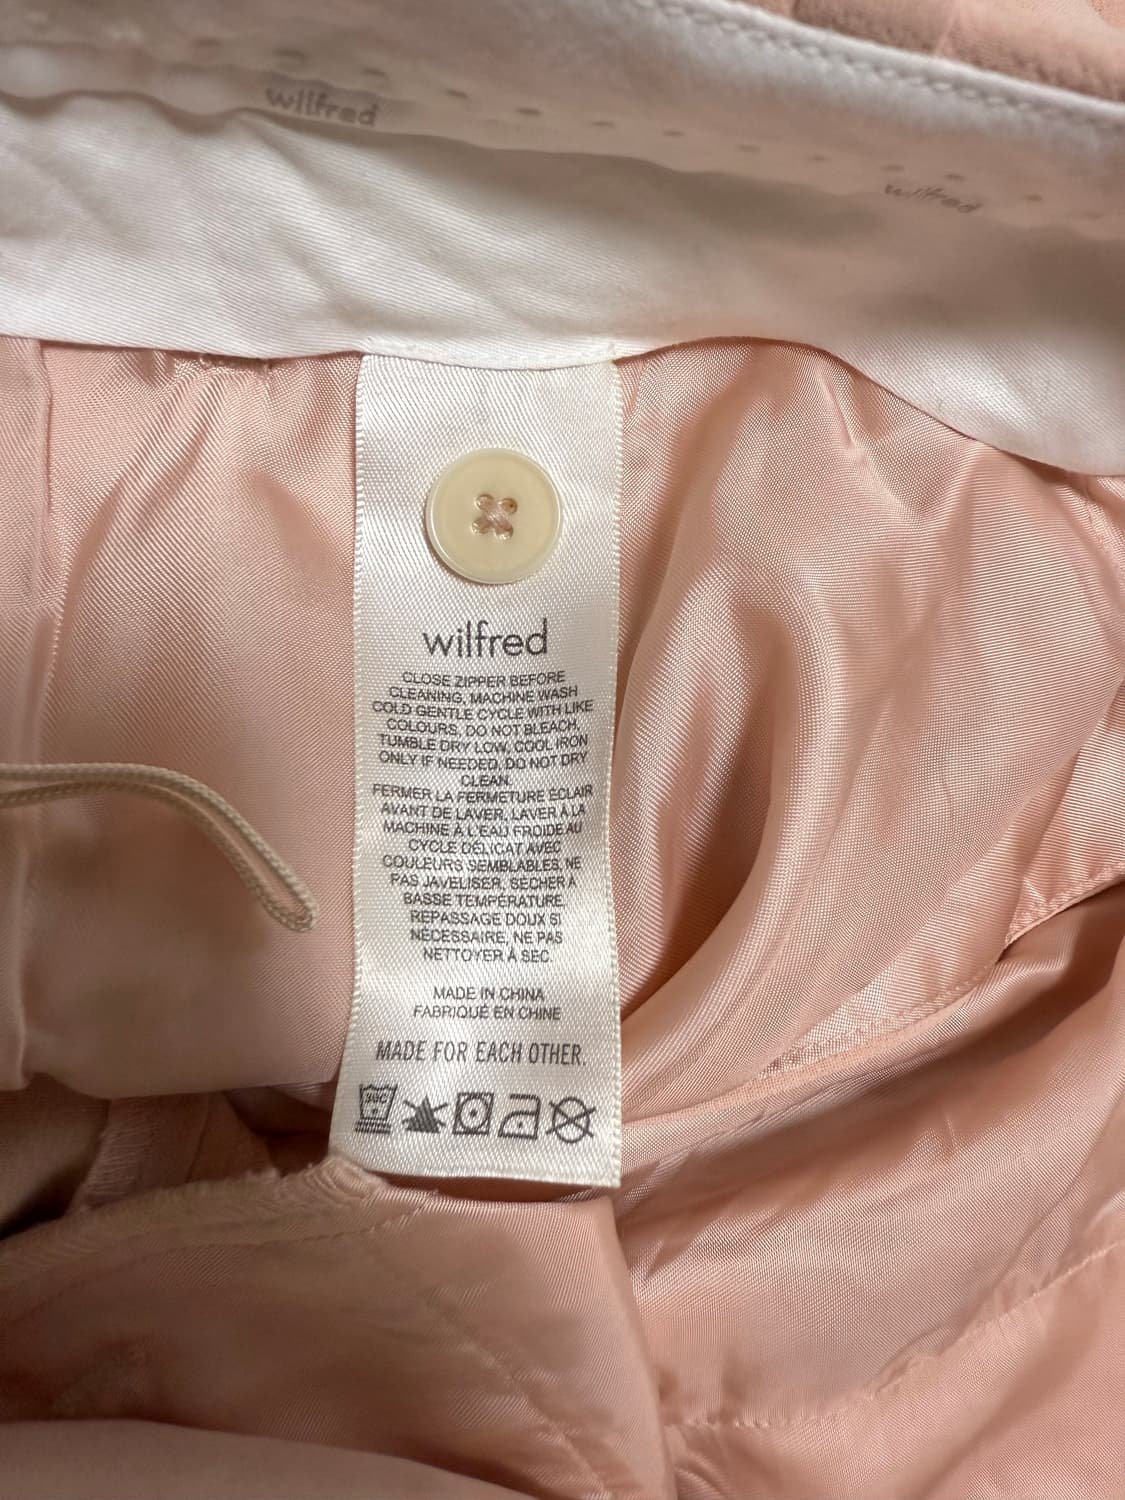 wilfred
wilfred
wilfred
CLOSE ZIPPER BEFORE
CLEANING, MACHINE WASH
COLD GENTLE CYCLE WITH LIKE
COLOURS, DO NOT BLEACH,
TUMBLE DRY LOW, COOL IRON
ONLY IF NEEDED, DO NOT DRY
CLEAN.
FERMER LA FERMETURE ÉCLAIR
AVANT DE LAVER, LAVER À LA
MACHINE À L'EAU FROIDE AU
CYCLE DÉLICAT AVEC
COULEURS SEMBLABLES, NE
PAS JAVELISER, SÉCHER À
BASSE TEMPÉRATURE,
REPASSAGE DOUX SI
NÉCESSAIRE, NE PAS
NETTOYER À SEC.
MADE IN CHINA
FABRIQUÉ EN CHINE
MADE FOR EACH OTHER.
30C